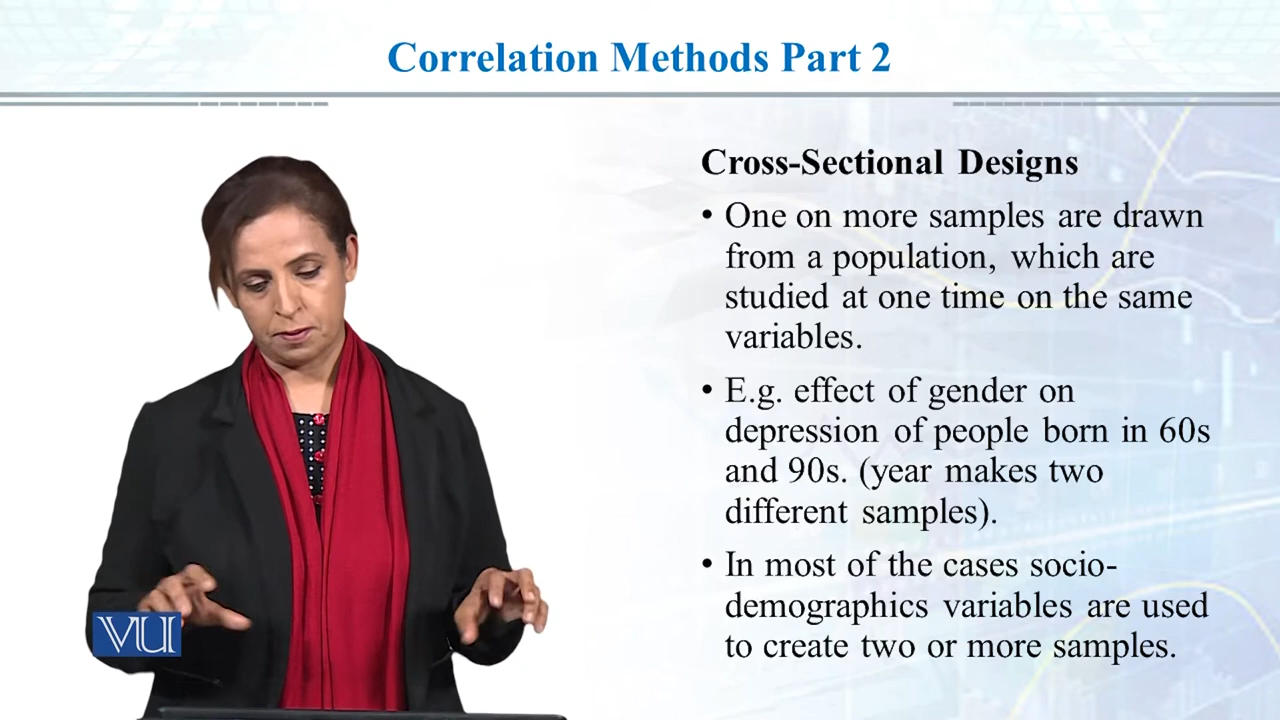 Correlation Methods Part 2
Cross-Sectional Designs
• One on more samples are drawn
from a population, which are
studied at one time on the same
variables.
• E.g. effect of gender on
depression of people born in 60s
and 90s. (year makes two
different samples).
• In most of the cases socio-
demographics variables are used
to create two or more samples.
VU